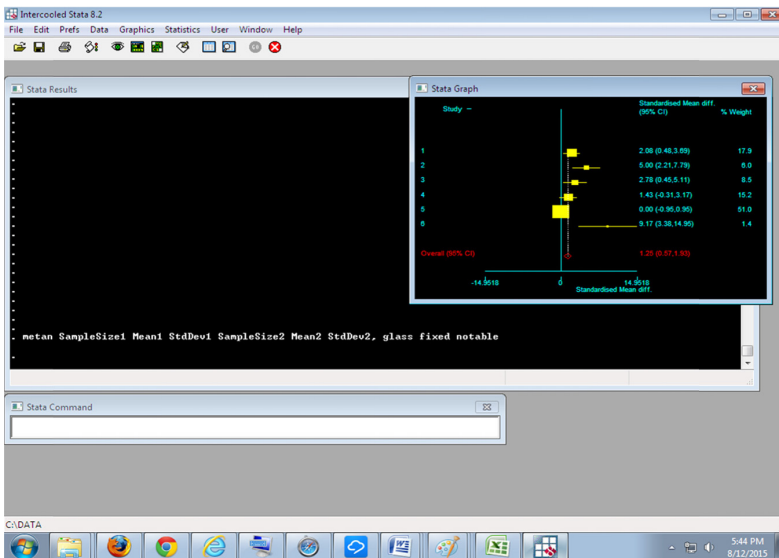 Intercooled Stata 8.2
File Edit Prefs Data Graphics Statistics User Window Help
Stata Results
Stata Graph
Study
Standardised Mean diff.
(95% CI)
% Weight
1 2.08 (0.48,3.69) 17.9
2 5.00 (2.21,7.79) 6.0
3 2.78 (0.45,5.11) 8.5
4 1.43 (-0.31,3.17) 15.2
5 0.00 (-0.95,0.95) 51.0
6 9.17 (3.38,14.95) 1.4
Overall (95% CI) 1.25 (0.57,1.93)
-14.9518 0 14.9518
Standardised Mean diff.
. metan SampleSize1 Mean1 StdDev1 SampleSize2 Mean2 StdDev2, glass fixed notable
.
Stata Command
C:\DATA
5:44 PM
8/12/2015